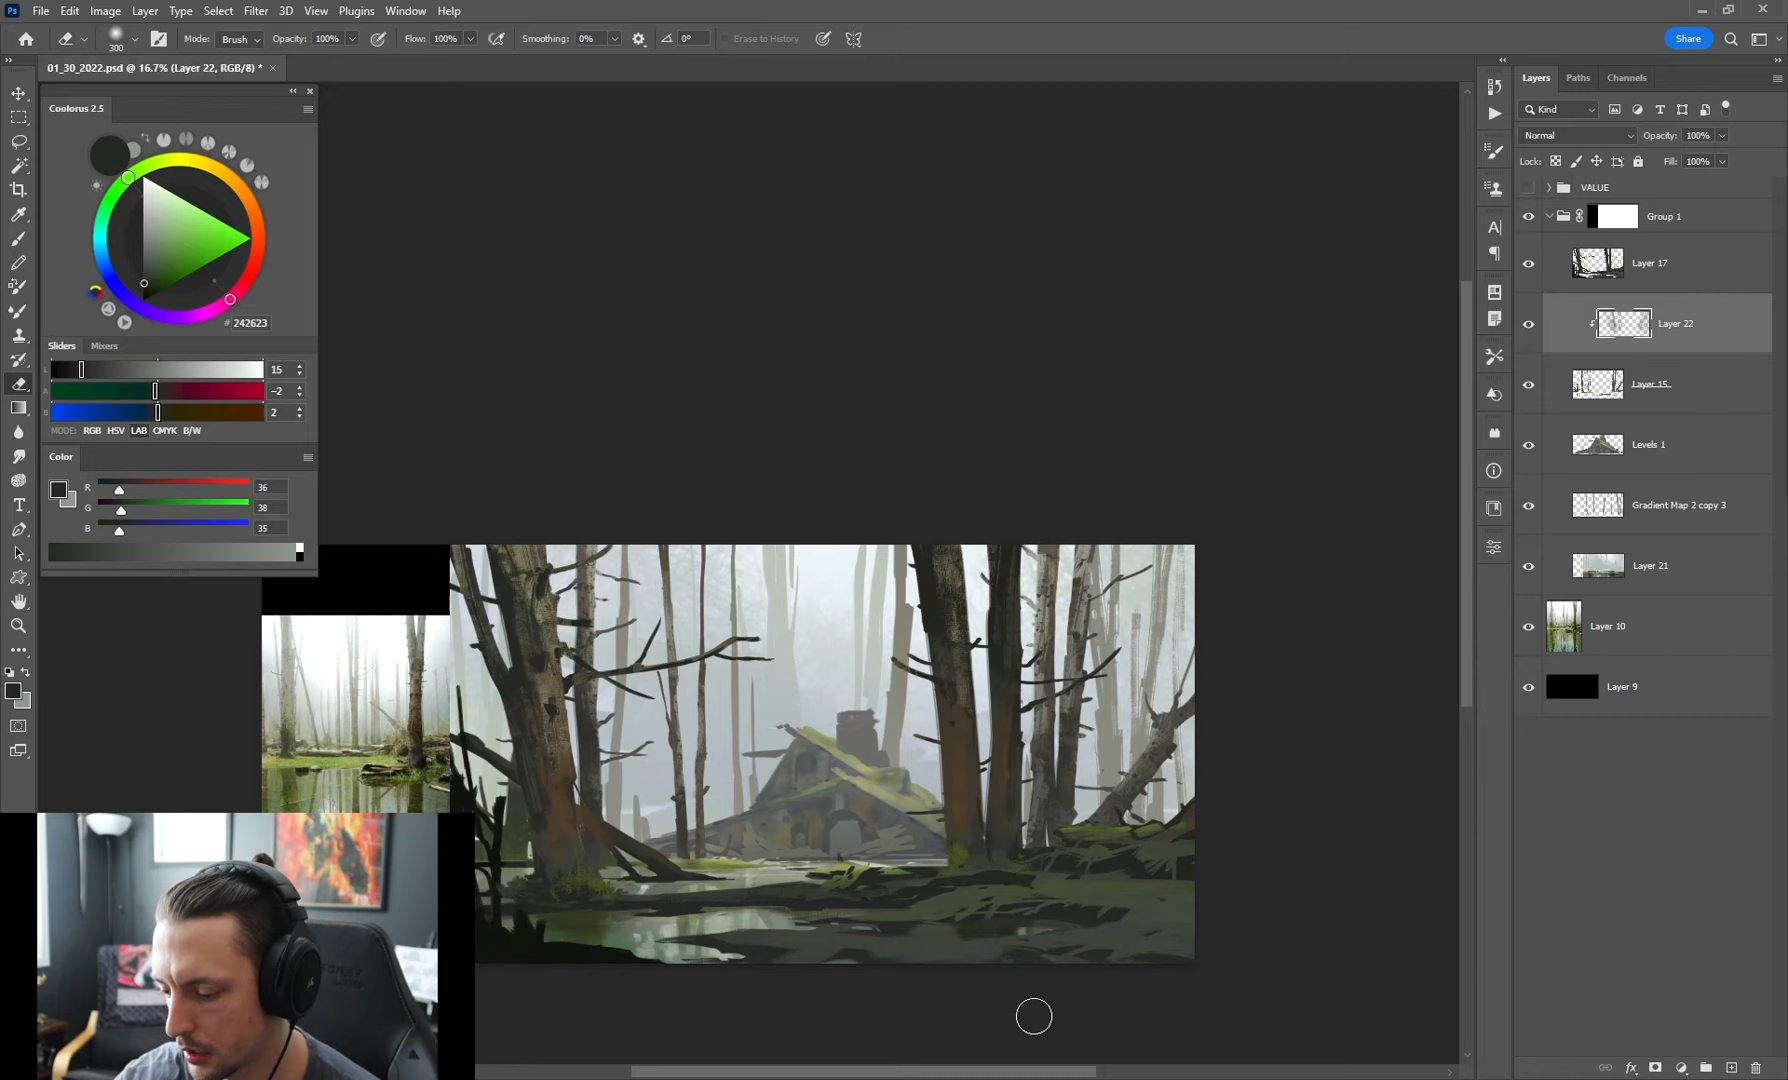 Ps File Edit Image Layer Type Select Filter 3D View Plugins Window Help
300 Mode: Brush Opacity: 100% Flow: 100% Smoothing: 0% 0° Erase to History Share
01_30_2022.psd @ 16.7% (Layer 22, RGB/8) *
Coolorus 2.5
# 242623
Sliders Mixers
L 15
A -2
B 2
MODE: RGB HSV LAB CMYK B/W
Color
R 36
G 38
B 35
Layers Paths Channels
Kind
Normal Opacity: 100%
Lock: Fill: 100%
VALUE
Group 1
Layer 17
Layer 22
Layer 15
Levels 1
Gradient Map 2 copy 3
Layer 21
Layer 10
Layer 9